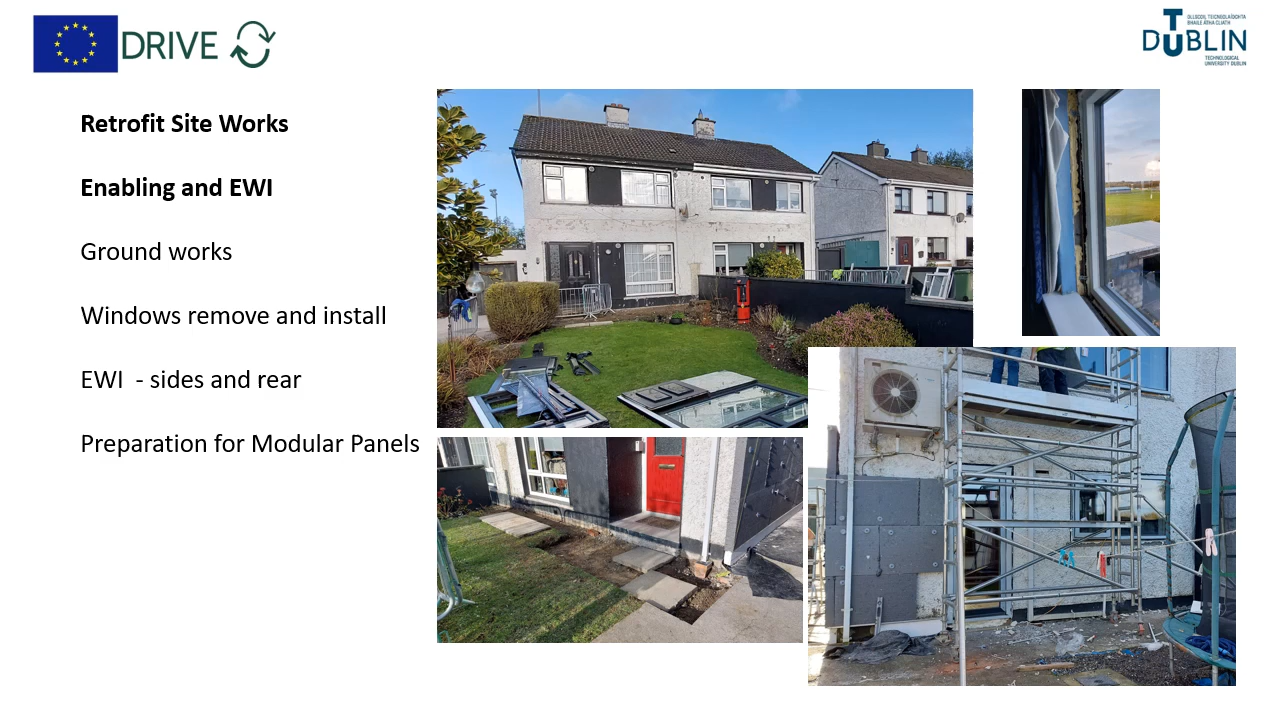 DRIVE
OLLSCOIL TEICNEOLAÍOCHTA
BHAILE ÁTHA CLIATH
TU DUBLIN
TECHNOLOGICAL
UNIVERSITY DUBLIN
Retrofit Site Works
Enabling and EWI
Ground works
Windows remove and install
EWI  - sides and rear
Preparation for Modular Panels